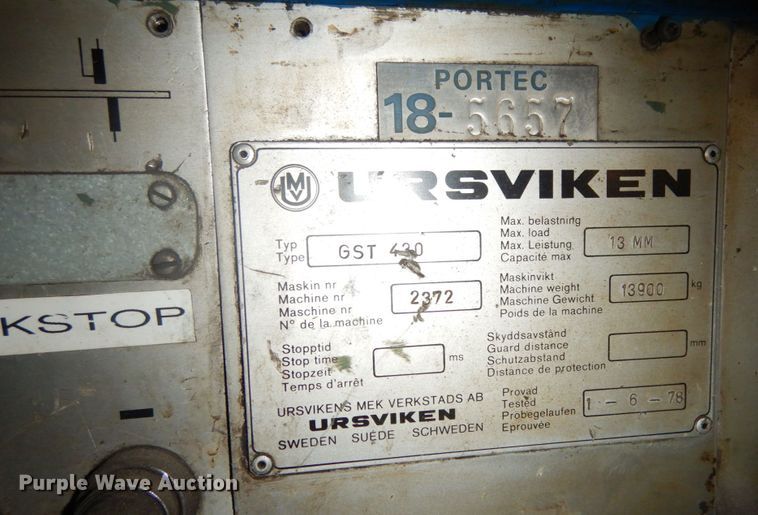 PORTEC
18-5657
MUV
URSVIKEN
Typ
Type
GST 430
Maskin nr
Machine nr
Maschine nr
N° de la machine
2372
Stopptid
Stop time
Stopzeit
Temps d'arrêt
ms
Max. belastning
Max. load
Max. Leistung
Capacité max
13 MM
Maskinvikt
Machine weight
Maschine Gewicht
Poids de la machine
13900 kg
Skyddsavstånd
Guard distance
Schutzabstand
Distance de protection
mm
Provad
Tested
Probegelaufen
Eprouvée
1 - 6 - 78
URSVIKENS MEK VERKSTADS AB
URSVIKEN
SWEDEN SUÈDE SCHWEDEN
KSTOP
Purple Wave Auction